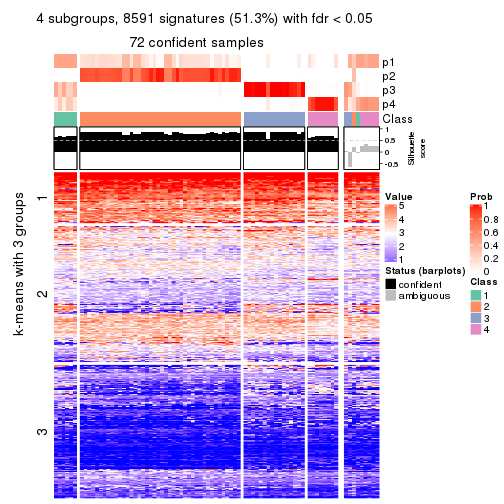 4 subgroups, 8591 signatures (51.3%) with fdr < 0.05
72 confident samples
p1
p2
p3
p4
Class
1
0.5
0
-0.5
Silhouette
score
k-means with 3 groups
1
2
3
Value
5
4
3
2
1
Status (barplots)
confident
ambiguous
Prob
1
0.8
0.6
0.4
0.2
0
Class
1
2
3
4